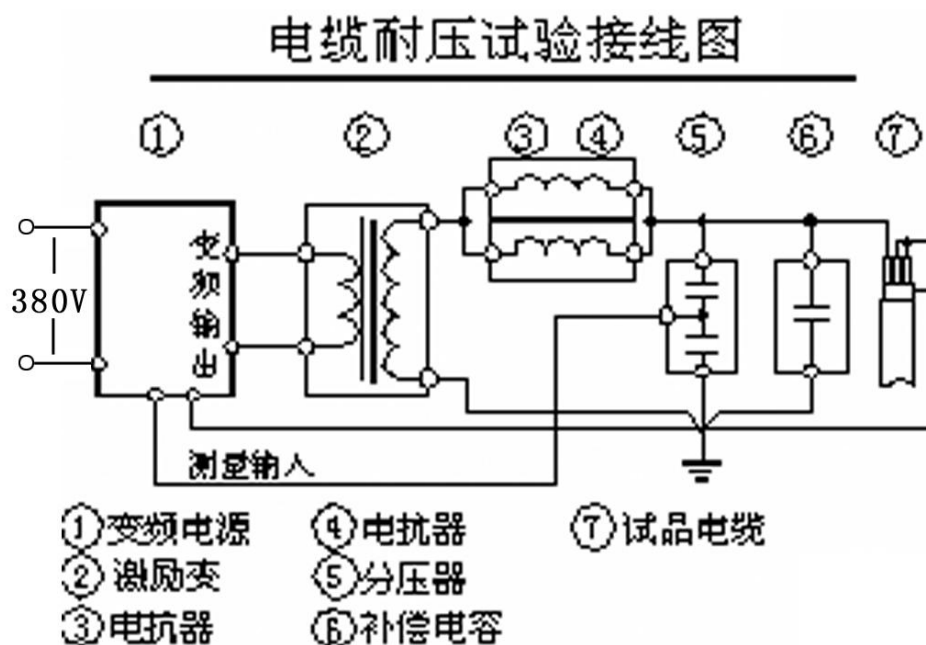 电缆耐压试验接线图
① ② ③ ④ ⑤ ⑥ ⑦
变频输出
380V
测量输入
①变频电源 ④电抗器 ⑦试品电缆
②激励变 ⑤分压器
③电抗器 ⑥补偿电容